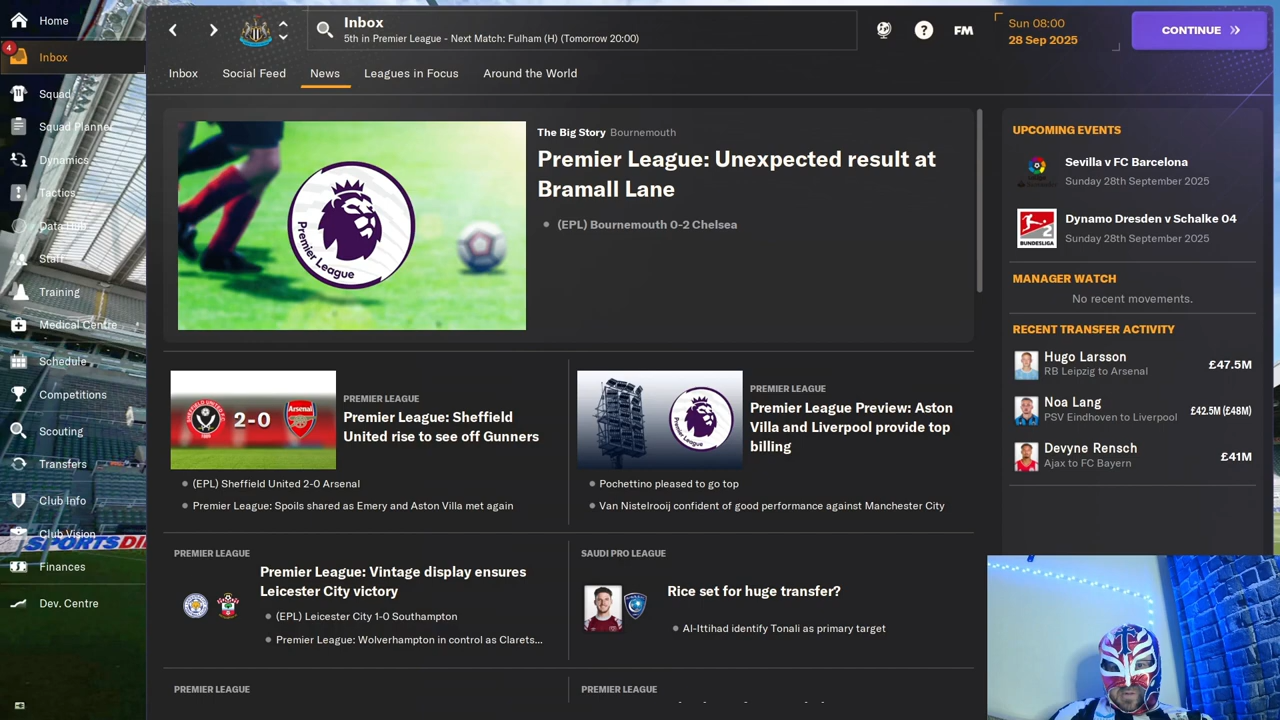 Home
4
Inbox
Squad
Squad Planner
Dynamics
Tactics
Data Hub
Staff
Training
Medical Centre
Schedule
Competitions
Scouting
Transfers
Club Info
Club Vision
SPORTS DI
Finances
Dev. Centre
Inbox
5th in Premier League - Next Match: Fulham (H) (Tomorrow 20:00)
?
FM
Sun 08:00
28 Sep 2025
CONTINUE
Inbox Social Feed News Leagues in Focus Around the World
Premier League
The Big Story Bournemouth
Premier League: Unexpected result at
Bramall Lane
(EPL) Bournemouth 0-2 Chelsea
2-0
Arsenal
PREMIER LEAGUE
Premier League: Sheffield
United rise to see off Gunners
(EPL) Sheffield United 2-0 Arsenal
Premier League: Spoils shared as Emery and Aston Villa met again
PREMIER LEAGUE
Premier League Preview: Aston
Villa and Liverpool provide top
billing
Pochettino pleased to go top
Van Nistelrooij confident of good performance against Manchester City
PREMIER LEAGUE
Premier League: Vintage display ensures
Leicester City victory
(EPL) Leicester City 1-0 Southampton
Premier League: Wolverhampton in control as Clarets...
SAUDI PRO LEAGUE
Rice set for huge transfer?
Al-Ittihad identify Tonali as primary target
PREMIER LEAGUE
PREMIER LEAGUE
UPCOMING EVENTS
Sevilla v FC Barcelona
Sunday 28th September 2025
BUNDESLIGA
Dynamo Dresden v Schalke 04
Sunday 28th September 2025
MANAGER WATCH
No recent movements.
RECENT TRANSFER ACTIVITY
Hugo Larsson
RB Leipzig to Arsenal
£47.5M
Noa Lang
PSV Eindhoven to Liverpool
£42.5M (£48M)
Devyne Rensch
Ajax to FC Bayern
£41M